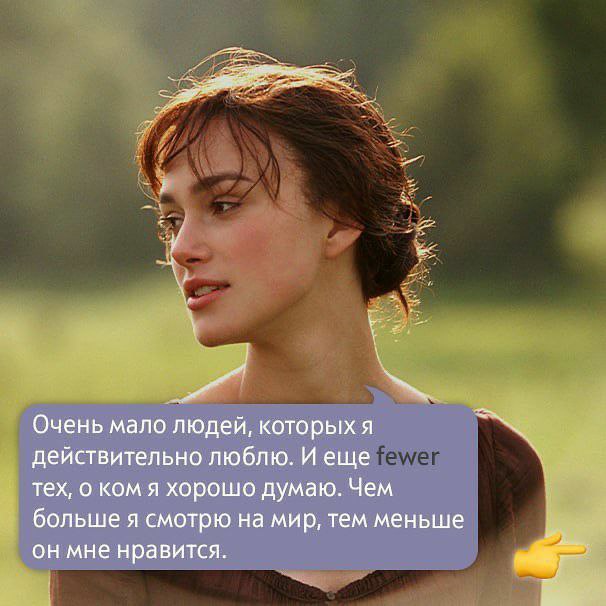 Очень мало людей, которых я
действительно люблю. И еще fewer
тех, о ком я хорошо думаю. Чем
больше я смотрю на мир, тем меньше
он мне нравится.